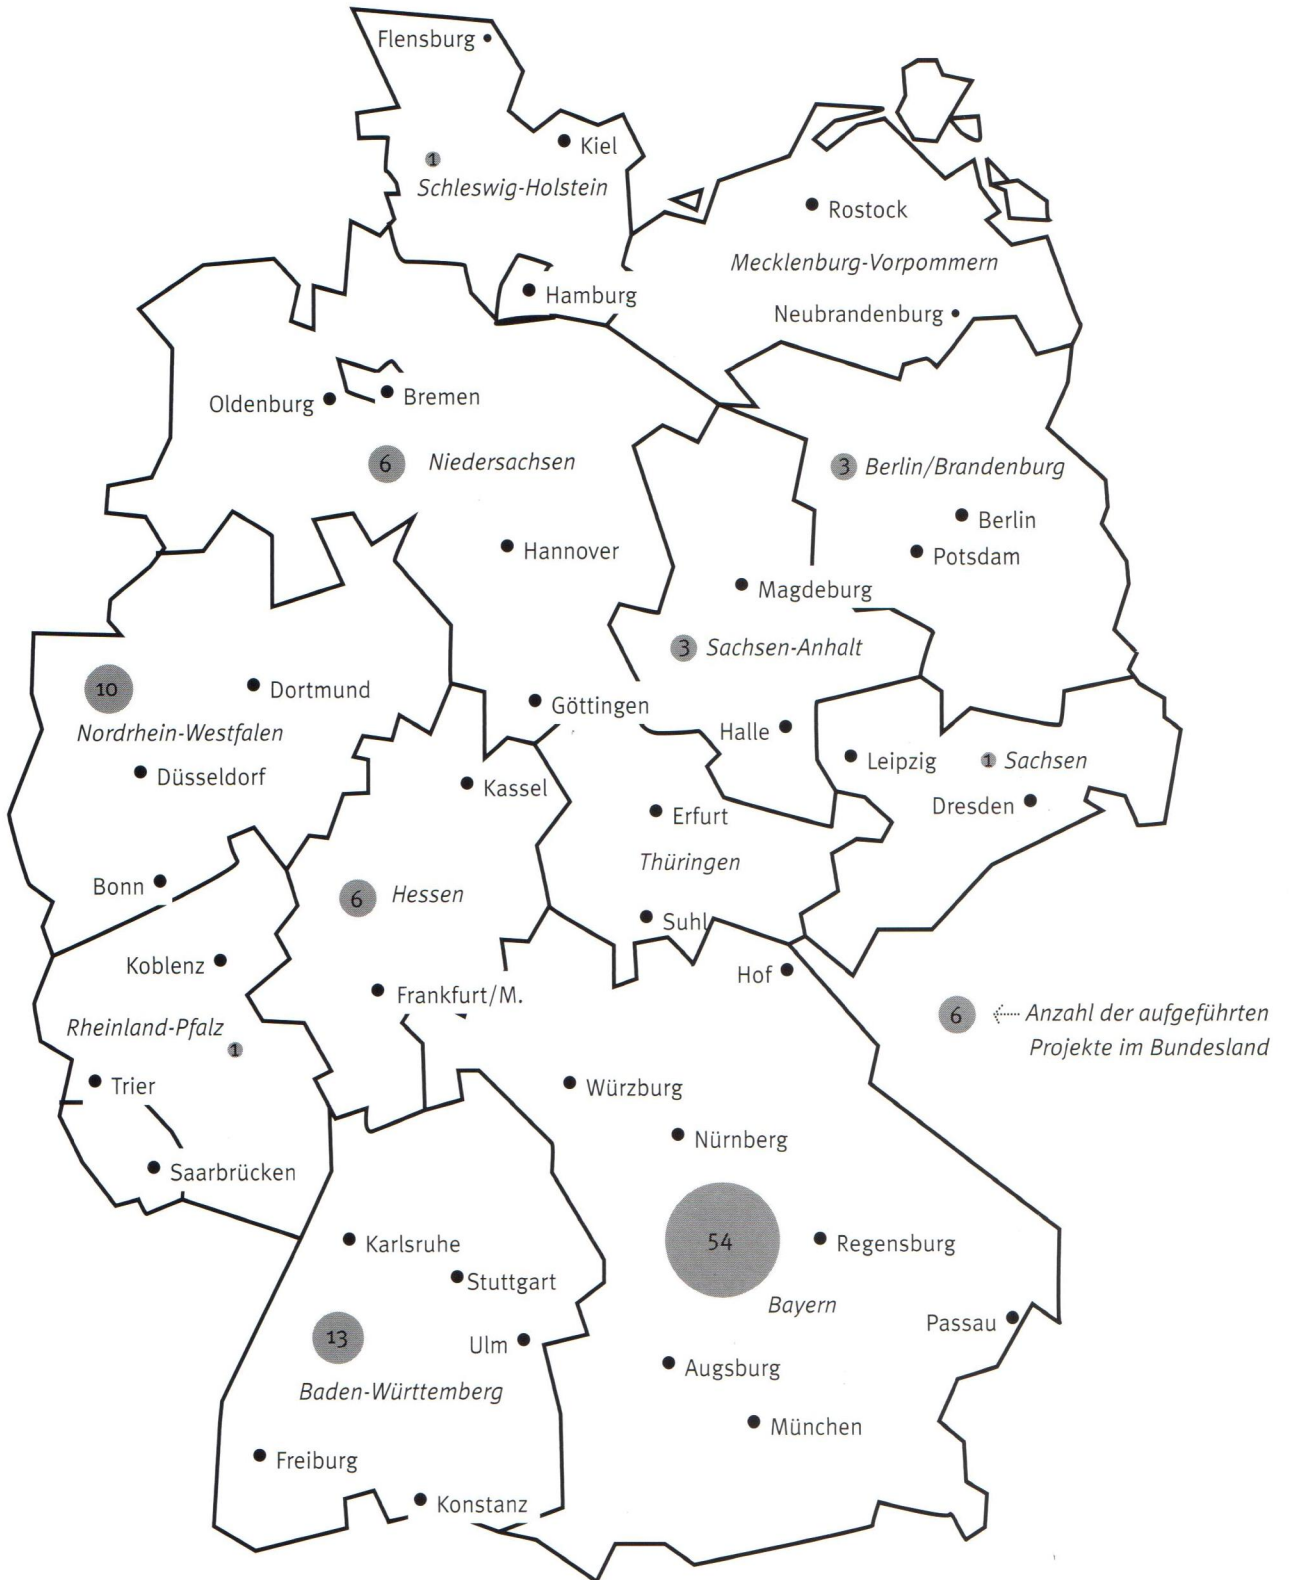 Flensburg
Kiel
1
Schleswig-Holstein
Rostock
Mecklenburg-Vorpommern
Hamburg
Neubrandenburg
Oldenburg
Bremen
6 Niedersachsen
3 Berlin/Brandenburg
Berlin
Hannover
Potsdam
Magdeburg
3 Sachsen-Anhalt
10
Dortmund
Göttingen
Nordrhein-Westfalen
Halle
Leipzig
1 Sachsen
Düsseldorf
Kassel
Dresden
Erfurt
Thüringen
Bonn
6 Hessen
Suhl
Koblenz
Hof
Frankfurt/M.
6 Anzahl der aufgeführten
Projekte im Bundesland
Rheinland-Pfalz
1
Trier
Würzburg
Nürnberg
Saarbrücken
54
Karlsruhe
Regensburg
Stuttgart
Bayern
Passau
13
Ulm
Augsburg
Baden-Württemberg
München
Freiburg
Konstanz